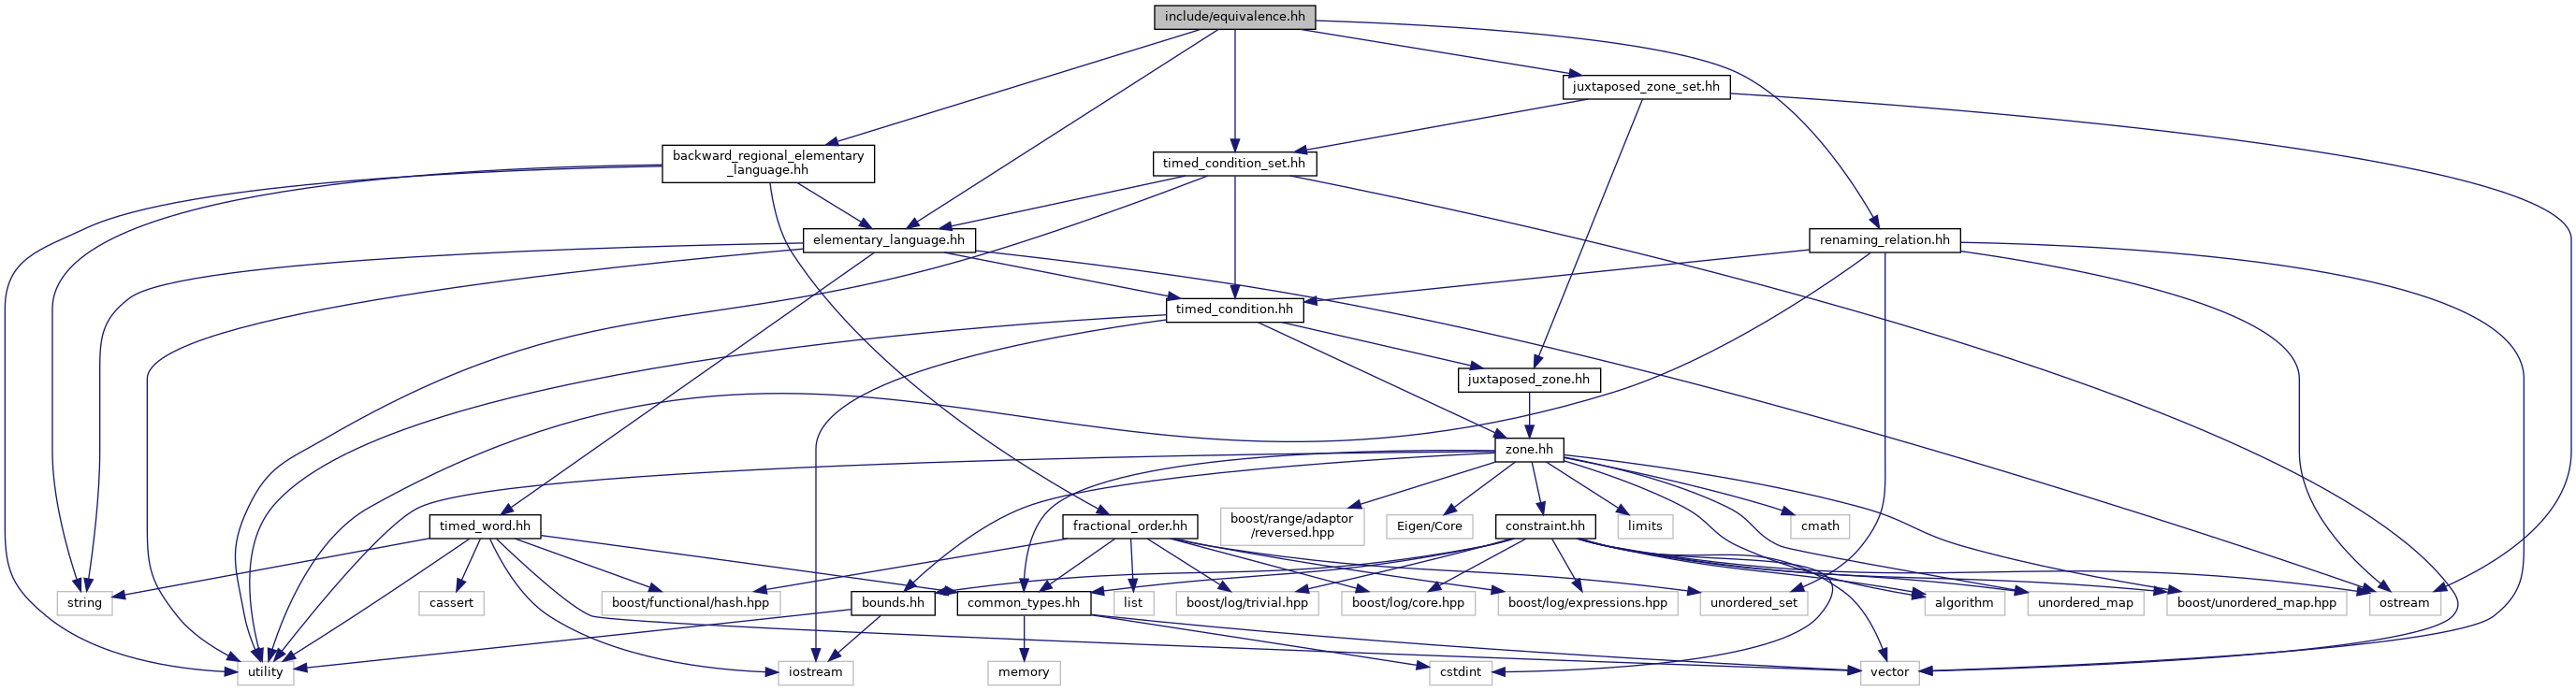 include/equivalence.hh
juxtaposed_zone_set.hh
backward_regional_elementary
_language.hh
timed_condition_set.hh
elementary_language.hh
renaming_relation.hh
timed_condition.hh
juxtaposed_zone.hh
zone.hh
timed_word.hh
fractional_order.hh
boost/range/adaptor
/reversed.hpp
Eigen/Core
constraint.hh
limits
cmath
string
cassert
boost/functional/hash.hpp
bounds.hh
common_types.hh
list
boost/log/trivial.hpp
boost/log/core.hpp
boost/log/expressions.hpp
unordered_set
algorithm
unordered_map
boost/unordered_map.hpp
ostream
utility
iostream
memory
cstdint
vector